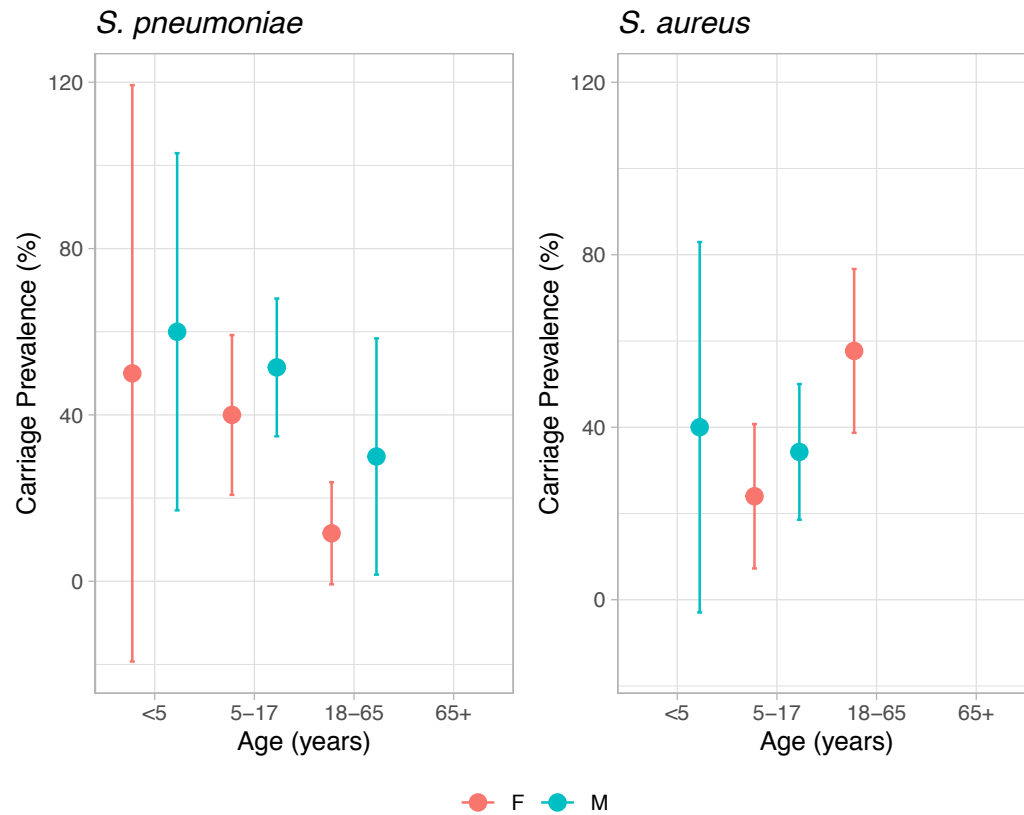 S. pneumoniae
120
80
40
0
Carriage Prevalence (%)
<5 5–17 18–65 65+
Age (years)
S. aureus
120
80
40
0
Carriage Prevalence (%)
<5 5–17 18–65 65+
Age (years)
F M